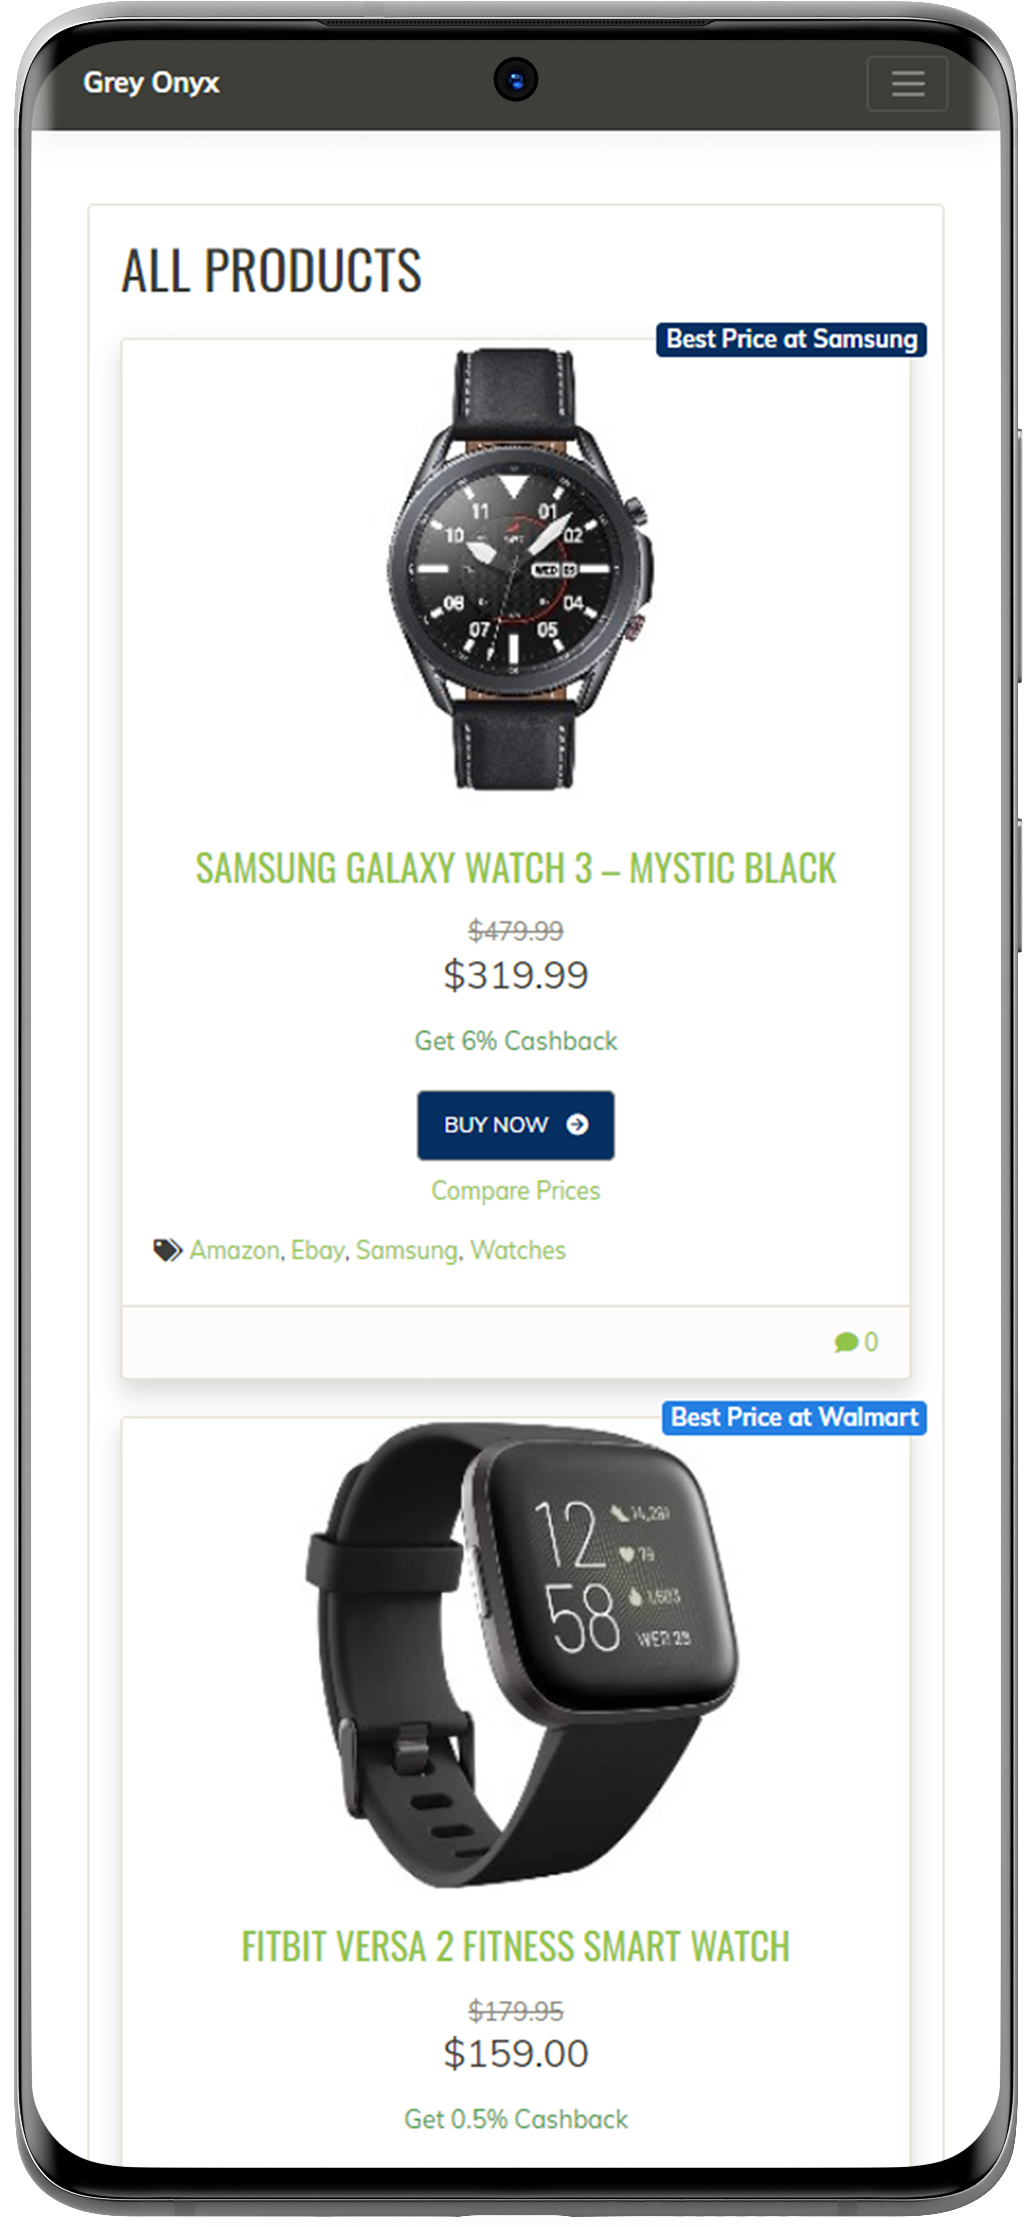 Grey Onyx
ALL PRODUCTS
Best Price at Samsung
11
01
10
02
WED
08
04
07
05
SAMSUNG GALAXY WATCH 3 – MYSTIC BLACK
$479.99
$319.99
Get 6% Cashback
BUY NOW
Compare Prices
Amazon, Ebay, Samsung, Watches
0
Best Price at Walmart
12
58
79
FITBIT VERSA 2 FITNESS SMART WATCH
$179.95
$159.00
Get 0.5% Cashback